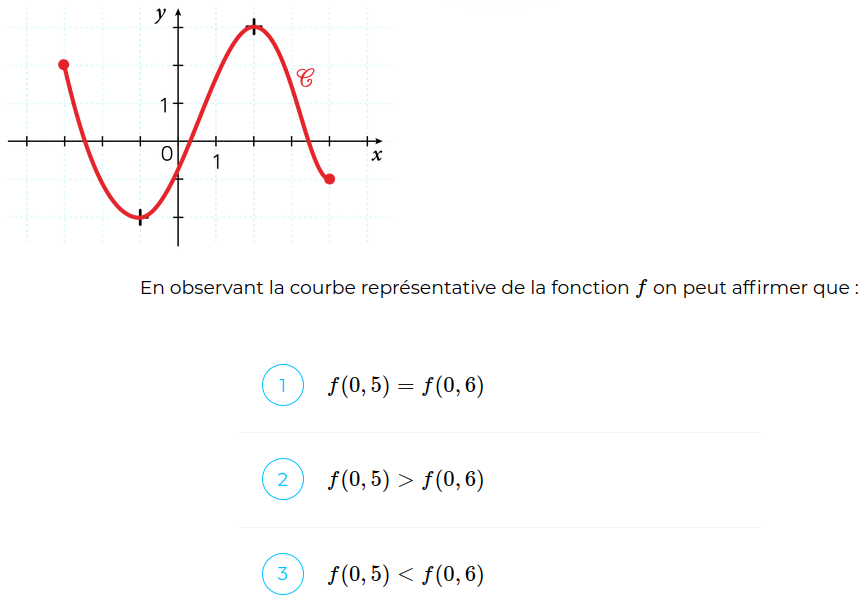 y
𝒞
1
0
1
x
En observant la courbe représentative de la fonction f on peut affirmer que :
1 f(0, 5) = f(0, 6)
2 f(0, 5) > f(0, 6)
3 f(0, 5) < f(0, 6)